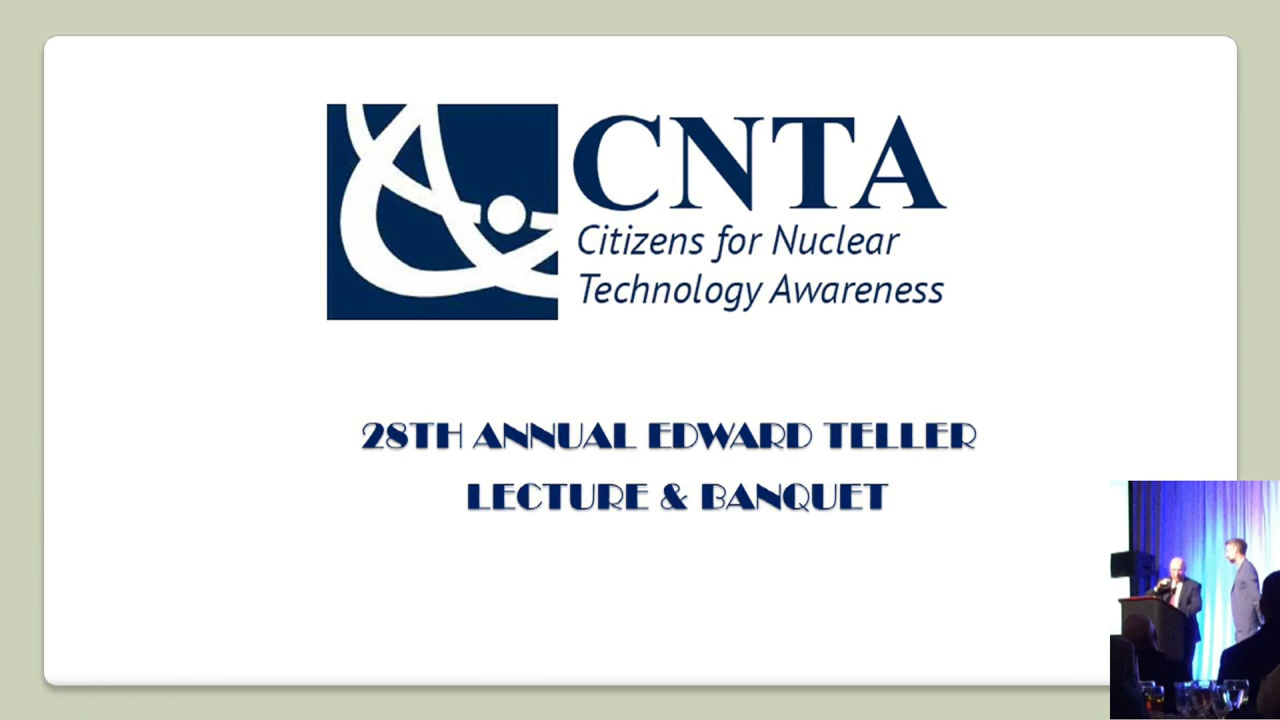 CNTA
Citizens for Nuclear
Technology Awareness
28TH ANNUAL EDWARD TELLER
LECTURE & BANQUET